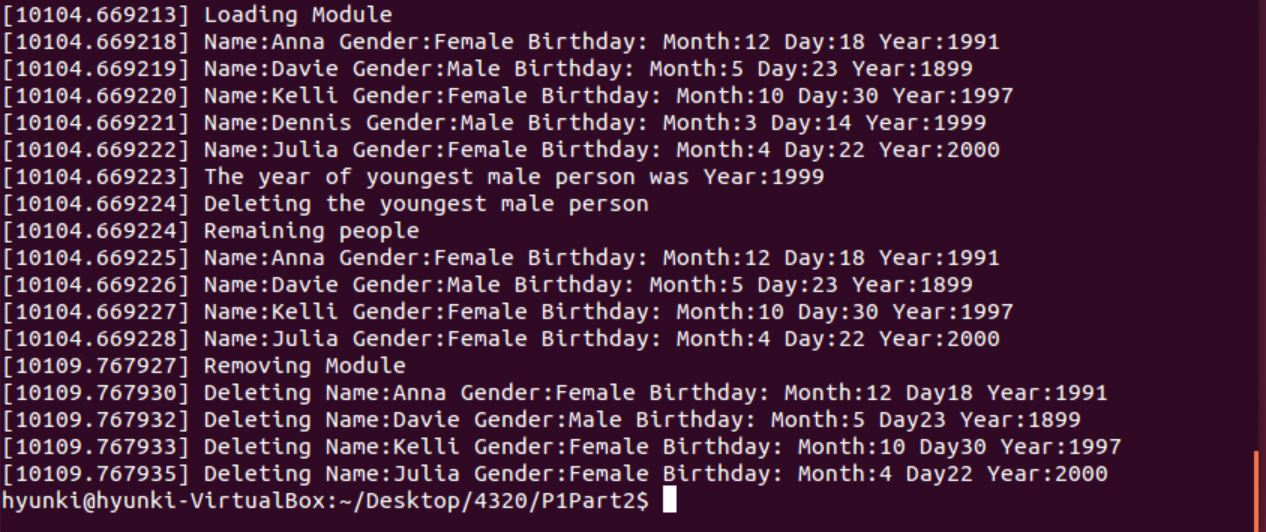 [10104.669213] Loading Module
[10104.669218] Name:Anna Gender:Female Birthday: Month:12 Day:18 Year:1991
[10104.669219] Name:Davie Gender:Male Birthday: Month:5 Day:23 Year:1899
[10104.669220] Name:Kelli Gender:Female Birthday: Month:10 Day:30 Year:1997
[10104.669221] Name:Dennis Gender:Male Birthday: Month:3 Day:14 Year:1999
[10104.669222] Name:Julia Gender:Female Birthday: Month:4 Day:22 Year:2000
[10104.669223] The year of youngest male person was Year:1999
[10104.669224] Deleting the youngest male person
[10104.669224] Remaining people
[10104.669225] Name:Anna Gender:Female Birthday: Month:12 Day:18 Year:1991
[10104.669226] Name:Davie Gender:Male Birthday: Month:5 Day:23 Year:1899
[10104.669227] Name:Kelli Gender:Female Birthday: Month:10 Day:30 Year:1997
[10104.669228] Name:Julia Gender:Female Birthday: Month:4 Day:22 Year:2000
[10109.767927] Removing Module
[10109.767930] Deleting Name:Anna Gender:Female Birthday: Month:12 Day18 Year:1991
[10109.767932] Deleting Name:Davie Gender:Male Birthday: Month:5 Day23 Year:1899
[10109.767933] Deleting Name:Kelli Gender:Female Birthday: Month:10 Day30 Year:1997
[10109.767935] Deleting Name:Julia Gender:Female Birthday: Month:4 Day22 Year:2000
hyunki@hyunki-VirtualBox:~/Desktop/4320/P1Part2$